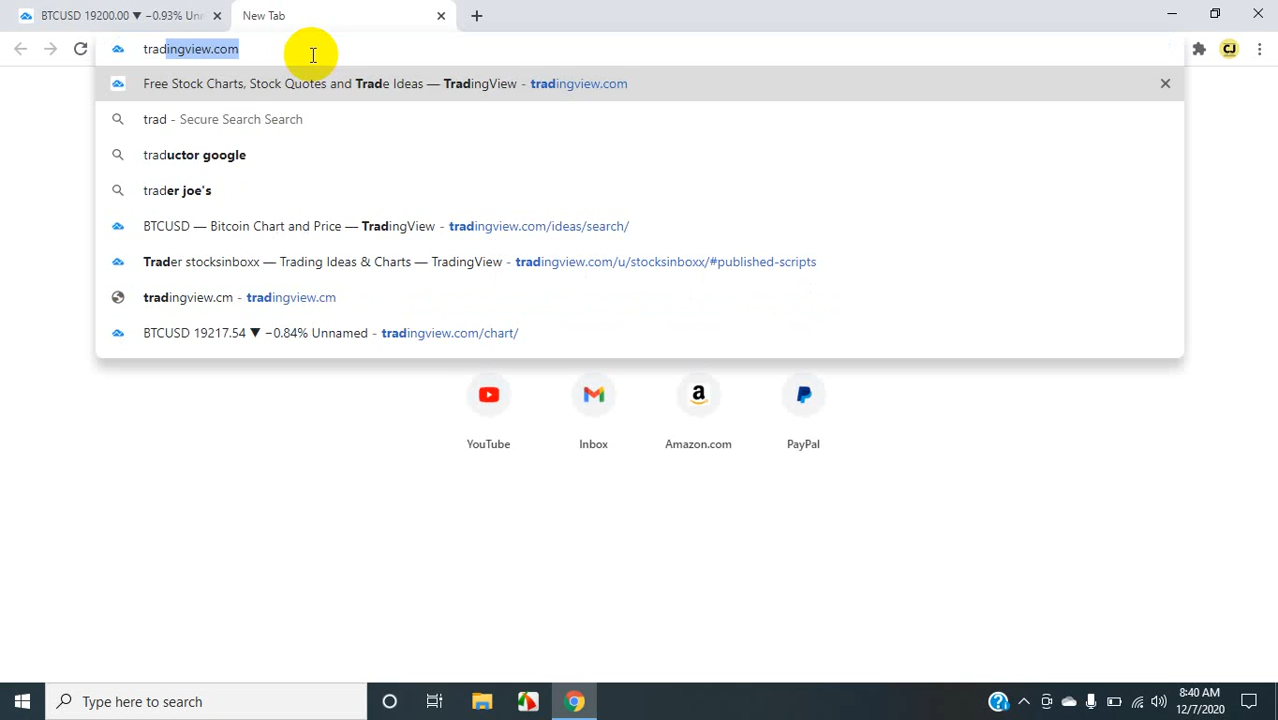 BTCUSD 19200.00 ▼ −0.93% Un
New Tab
tradingview.com
CJ
Free Stock Charts, Stock Quotes and Trade Ideas — TradingView - tradingview.com
trad - Secure Search Search
traductor google
trader joe's
BTCUSD — Bitcoin Chart and Price — TradingView - tradingview.com/ideas/search/
Trader stocksinboxx — Trading Ideas & Charts — TradingView - tradingview.com/u/stocksinboxx/#published-scripts
tradingview.cm - tradingview.cm
BTCUSD 19217.54 ▼ −0.84% Unnamed - tradingview.com/chart/
YouTube
Inbox
Amazon.com
PayPal
Type here to search
8:40 AM
12/7/2020